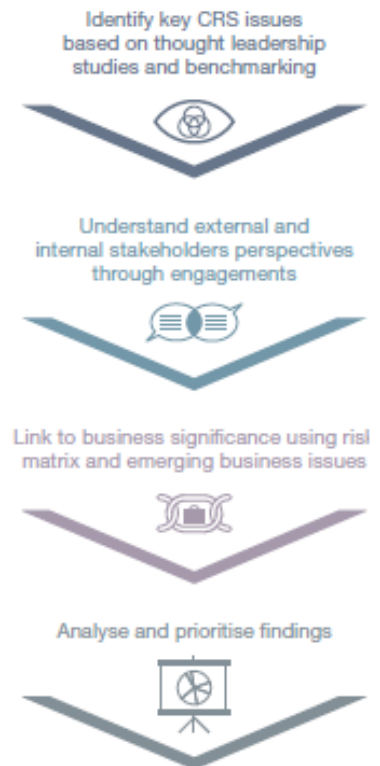 Identify key CRS issues
based on thought leadership
studies and benchmarking
Understand external and
internal stakeholders perspectives
through engagements
Link to business significance using risk
matrix and emerging business issues
Analyse and prioritise findings